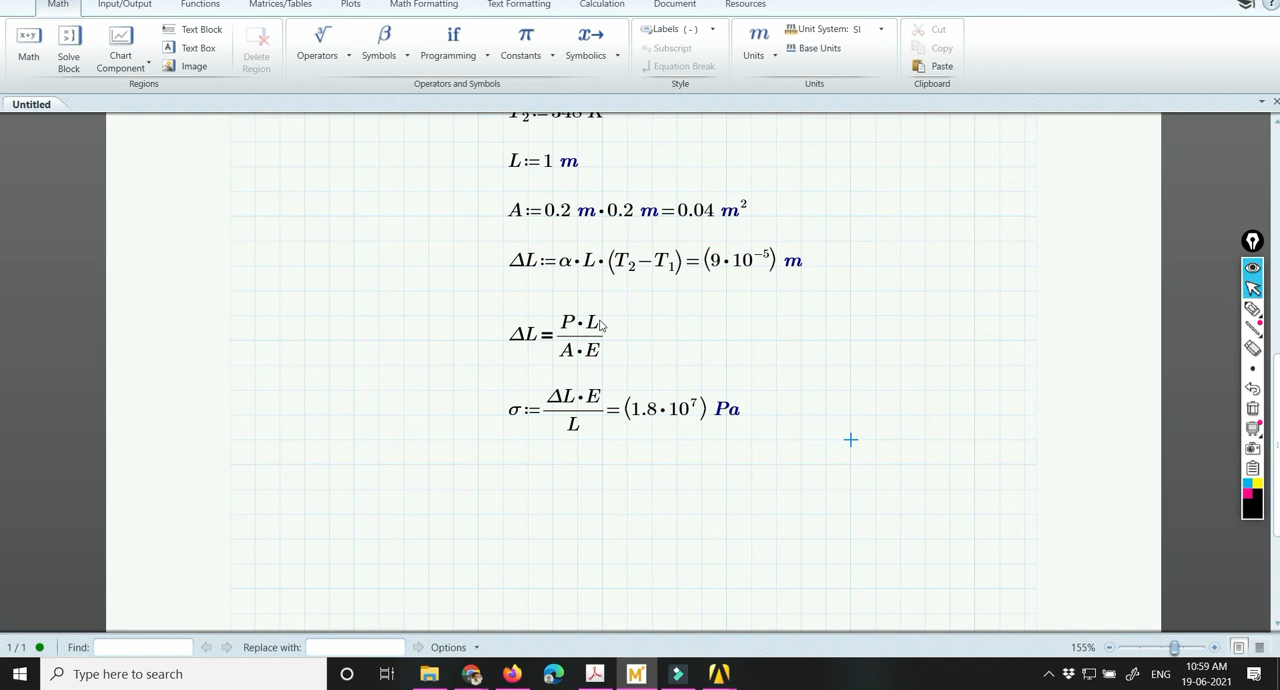 Math Input/Output Functions Matrices/Tables Plots Math Formatting Text Formatting Calculation Document Resources
Math
Solve Block
Chart Component
Text Block
Text Box
Image
Delete Region
Regions
Operators
Symbols
Programming
Constants
Symbolics
Operators and Symbols
Labels ( - )
Subscript
Equation Break
Style
Units
Unit System: SI
Base Units
Units
Cut
Copy
Paste
Clipboard
Untitled
L:=1 m
A:=0.2 m•0.2 m=0.04 m²
ΔL:=α•L•(T₂−T₁)=(9•10⁻⁵) m
ΔL=P•L/A•E
σ:=ΔL•E/L=(1.8•10⁷) Pa
1 / 1 Find: Replace with: Options 155%
Type here to search
ENG
10:59 AM
19-06-2021